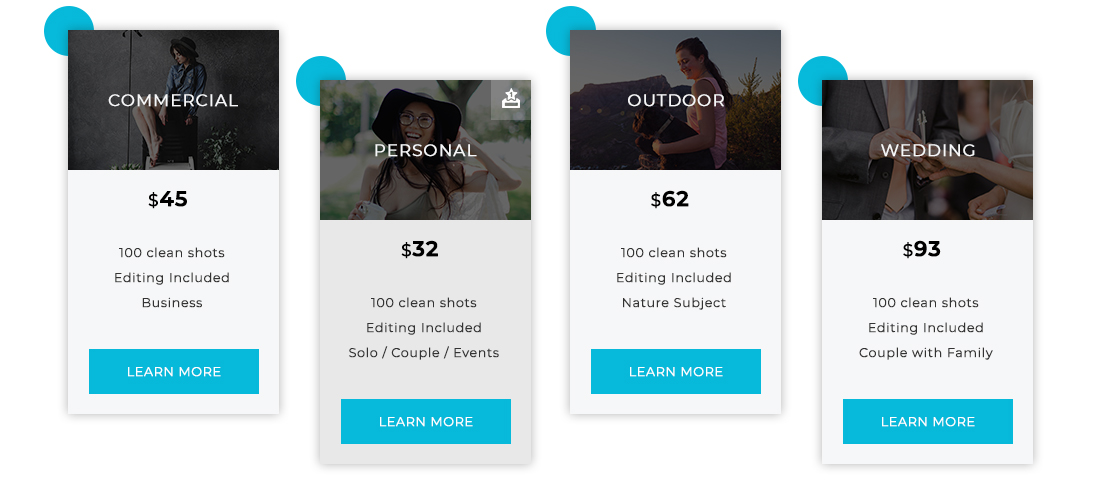 COMMERCIAL
$45
100 clean shots
Editing Included
Business
LEARN MORE
PERSONAL
$32
100 clean shots
Editing Included
Solo / Couple / Events
LEARN MORE
OUTDOOR
$62
100 clean shots
Editing Included
Nature Subject
LEARN MORE
WEDDING
$93
100 clean shots
Editing Included
Couple with Family
LEARN MORE